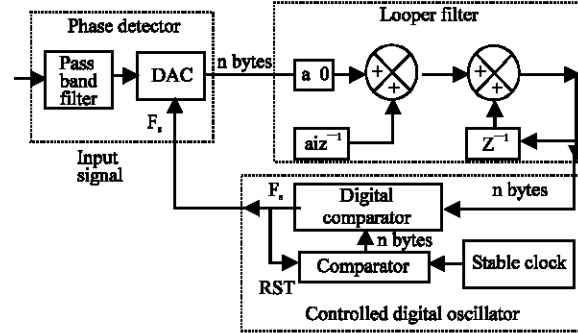 Phase detector
Looper filter
Pass
band
filter
DAC
n bytes
a 0
+
+
+
+
aiz⁻¹
Z⁻¹
Fs
Input
signal
n bytes
Fs
Digital
comparator
n bytes
RST
Comparator
Stable clock
Controlled digital oscillator